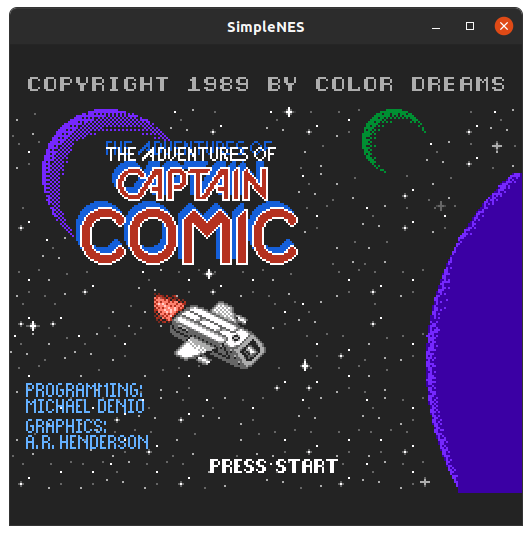 SimpleNES
COPYRIGHT 1989 BY COLOR DREAMS
THE ADVENTURES OF
CAPTAIN
COMIC
PROGRAMMING:
MICHAEL DENIO
GRAPHICS:
A.R. HENDERSON
PRESS START